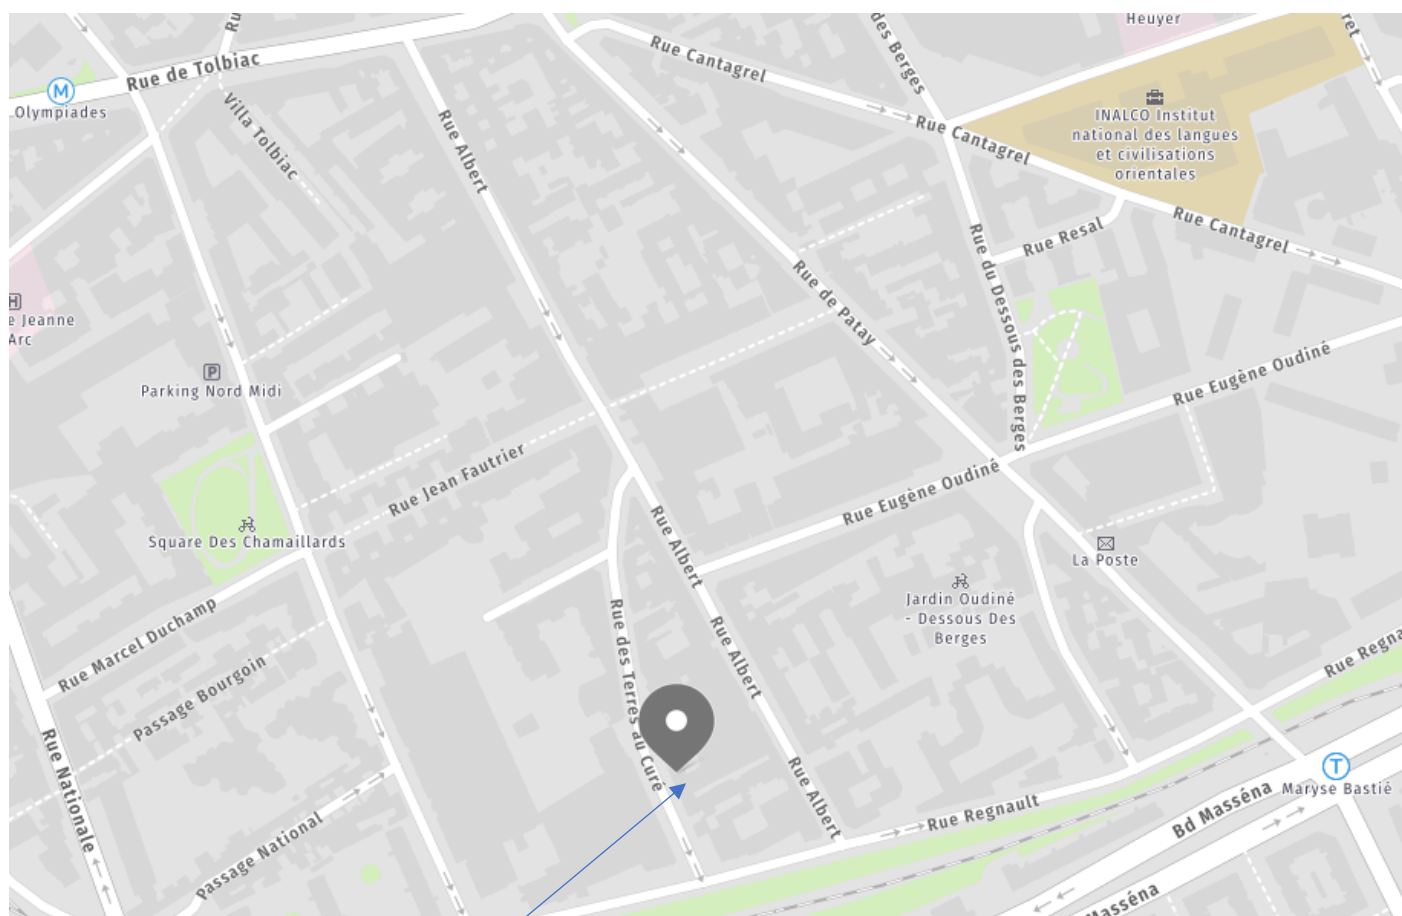 Heuyer
Rue de Tolbiac
Rue Cantagrel
des Berges
M
Olympiades
Villa Tolbiac
Rue Albert
INALCO Institut
national des langues
et civilisations
orientales
Rue Cantagrel
Rue Cantagrel
Rue Resal
Rue du Dessous des Berges
Rue de Patay
H
e Jeanne
Arc
P
Parking Nord Midi
Rue Eugène Oudiné
Rue Jean Fautrier
Rue Eugène Oudiné
Square Des Chamaillards
Rue Albert
La Poste
Jardin Oudiné
- Dessous Des
Berges
Rue Marcel Duchamp
Rue des Terres au Curé
Rue Albert
Passage Bourgoin
Rue Regna
Rue Nationale
Rue Albert
T
Maryse Bastié
Passage National
Rue Regnault
Bd Masséna
Masséna